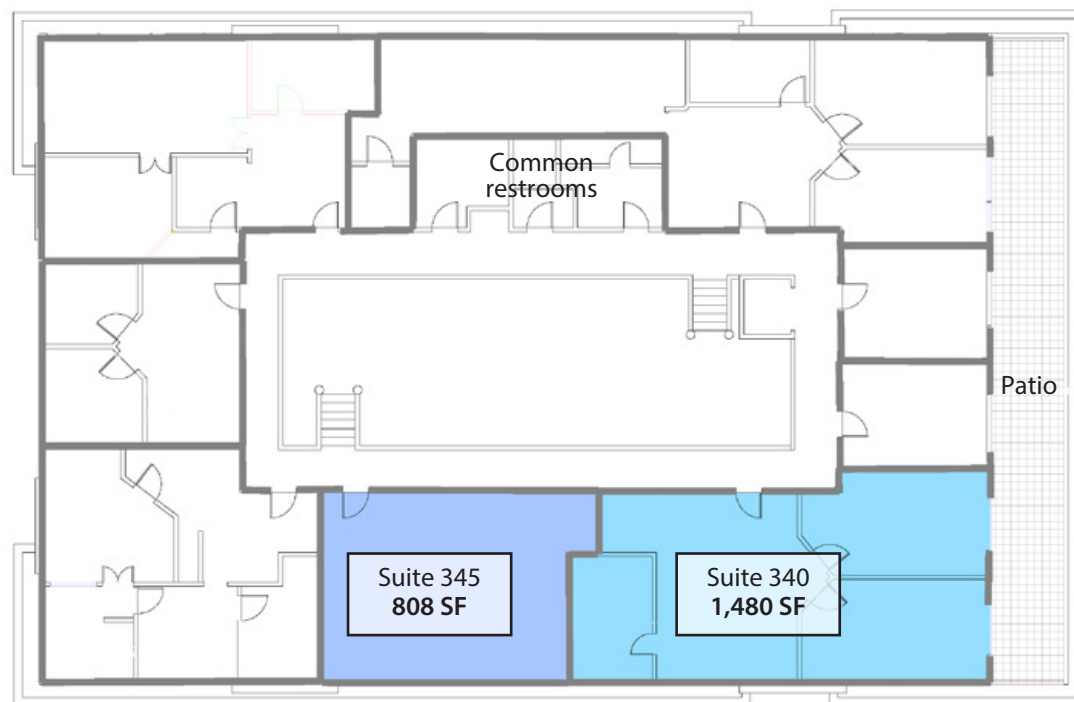 Common
restrooms
Patio
Suite 345
808 SF
Suite 340
1,480 SF